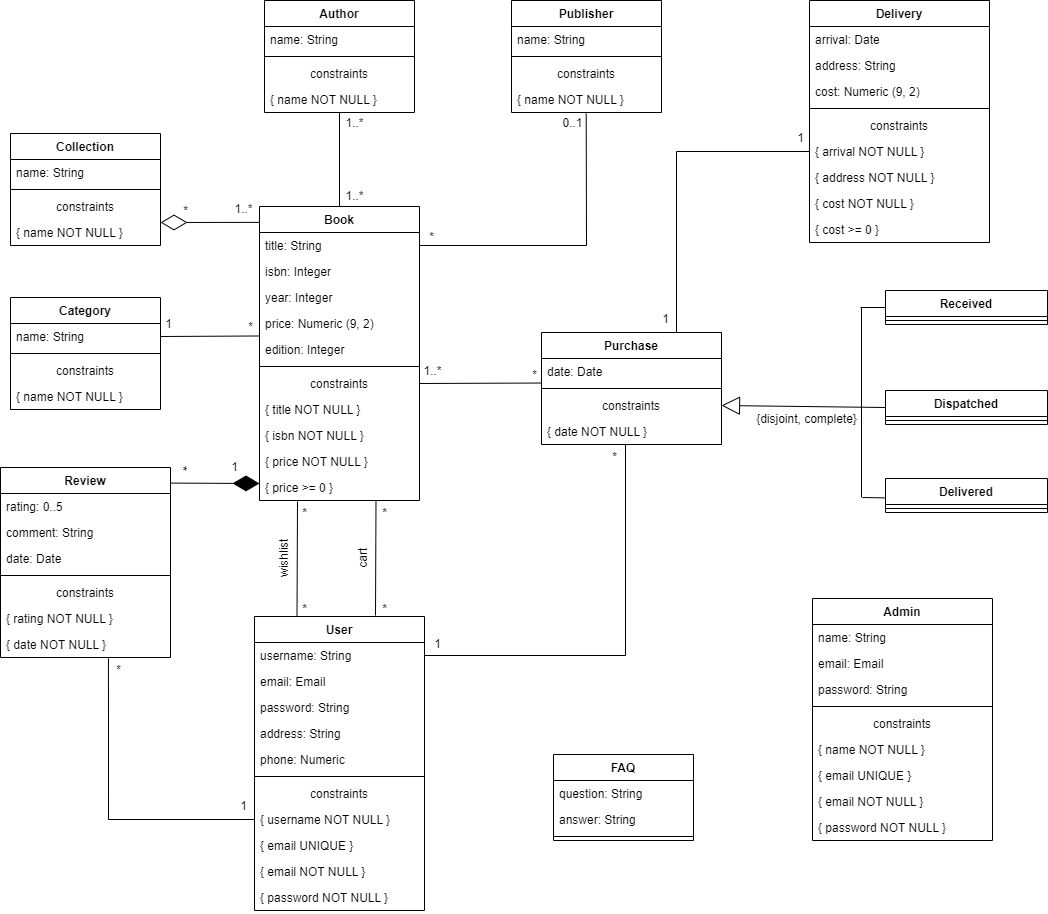 Author
name: String
constraints
{ name NOT NULL }
1..*
1..*
Publisher
name: String
constraints
{ name NOT NULL }
0..1
*
Delivery
arrival: Date
address: String
cost: Numeric (9, 2)
constraints
{ arrival NOT NULL }
{ address NOT NULL }
{ cost NOT NULL }
{ cost >= 0 }
1
1
Collection
name: String
constraints
{ name NOT NULL }
*
1..*
Book
title: String
isbn: Integer
year: Integer
price: Numeric (9, 2)
edition: Integer
constraints
{ title NOT NULL }
{ isbn NOT NULL }
{ price NOT NULL }
{ price >= 0 }
Category
name: String
constraints
{ name NOT NULL }
1
*
1..*
*
Purchase
date: Date
constraints
{ date NOT NULL }
*
{disjoint, complete}
Received
Dispatched
Delivered
Review
rating: 0..5
comment: String
date: Date
constraints
{ rating NOT NULL }
{ date NOT NULL }
*
1
*
1
*
wishlist
*
*
cart
*
User
username: String
email: Email
password: String
address: String
phone: Numeric
constraints
{ username NOT NULL }
{ email UNIQUE }
{ email NOT NULL }
{ password NOT NULL }
1
FAQ
question: String
answer: String
Admin
name: String
email: Email
password: String
constraints
{ name NOT NULL }
{ email UNIQUE }
{ email NOT NULL }
{ password NOT NULL }